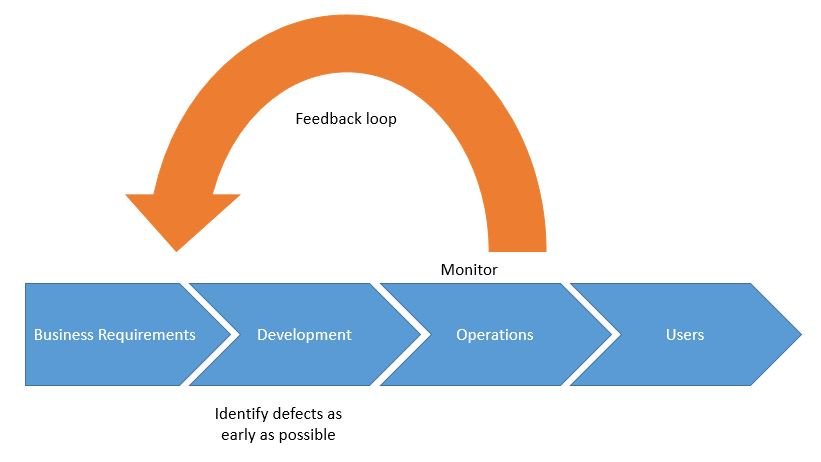 Feedback loop
Monitor
Business Requirements
Development
Operations
Users
Identify defects as
early as possible